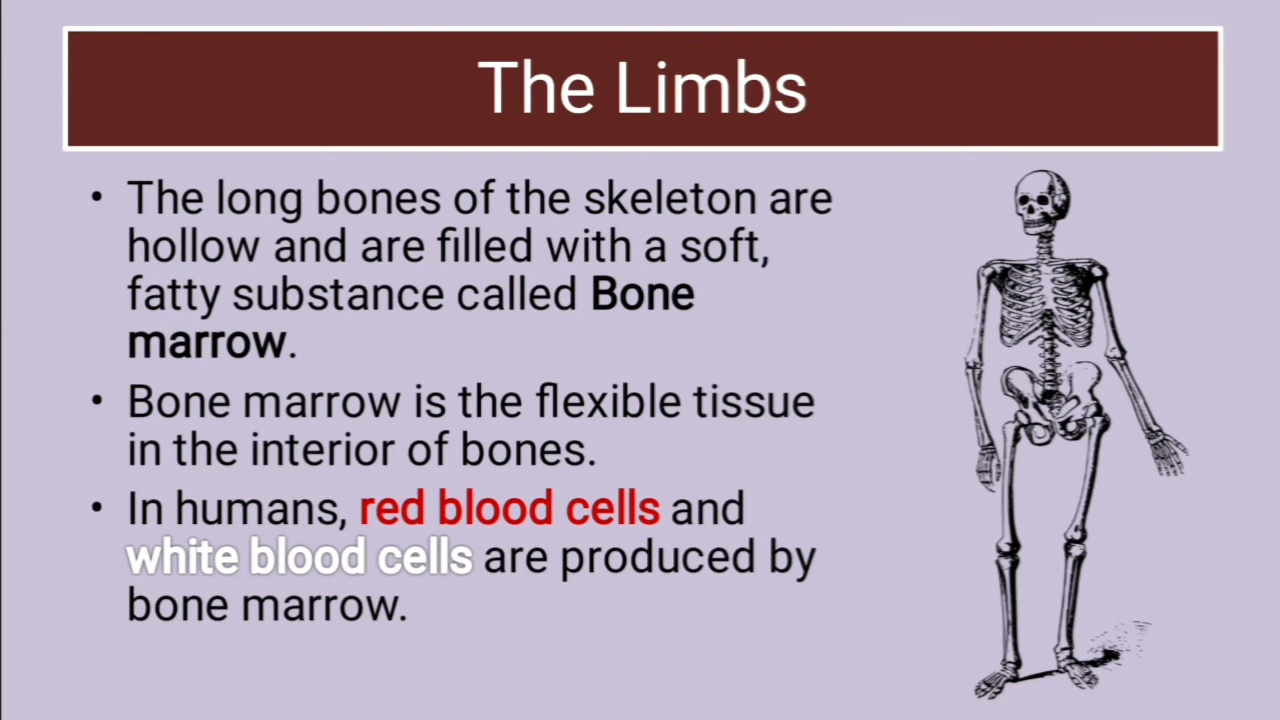 The Limbs
• The long bones of the skeleton are
hollow and are filled with a soft,
fatty substance called Bone
marrow.
• Bone marrow is the flexible tissue
in the interior of bones.
• In humans, red blood cells and
white blood cells are produced by
bone marrow.